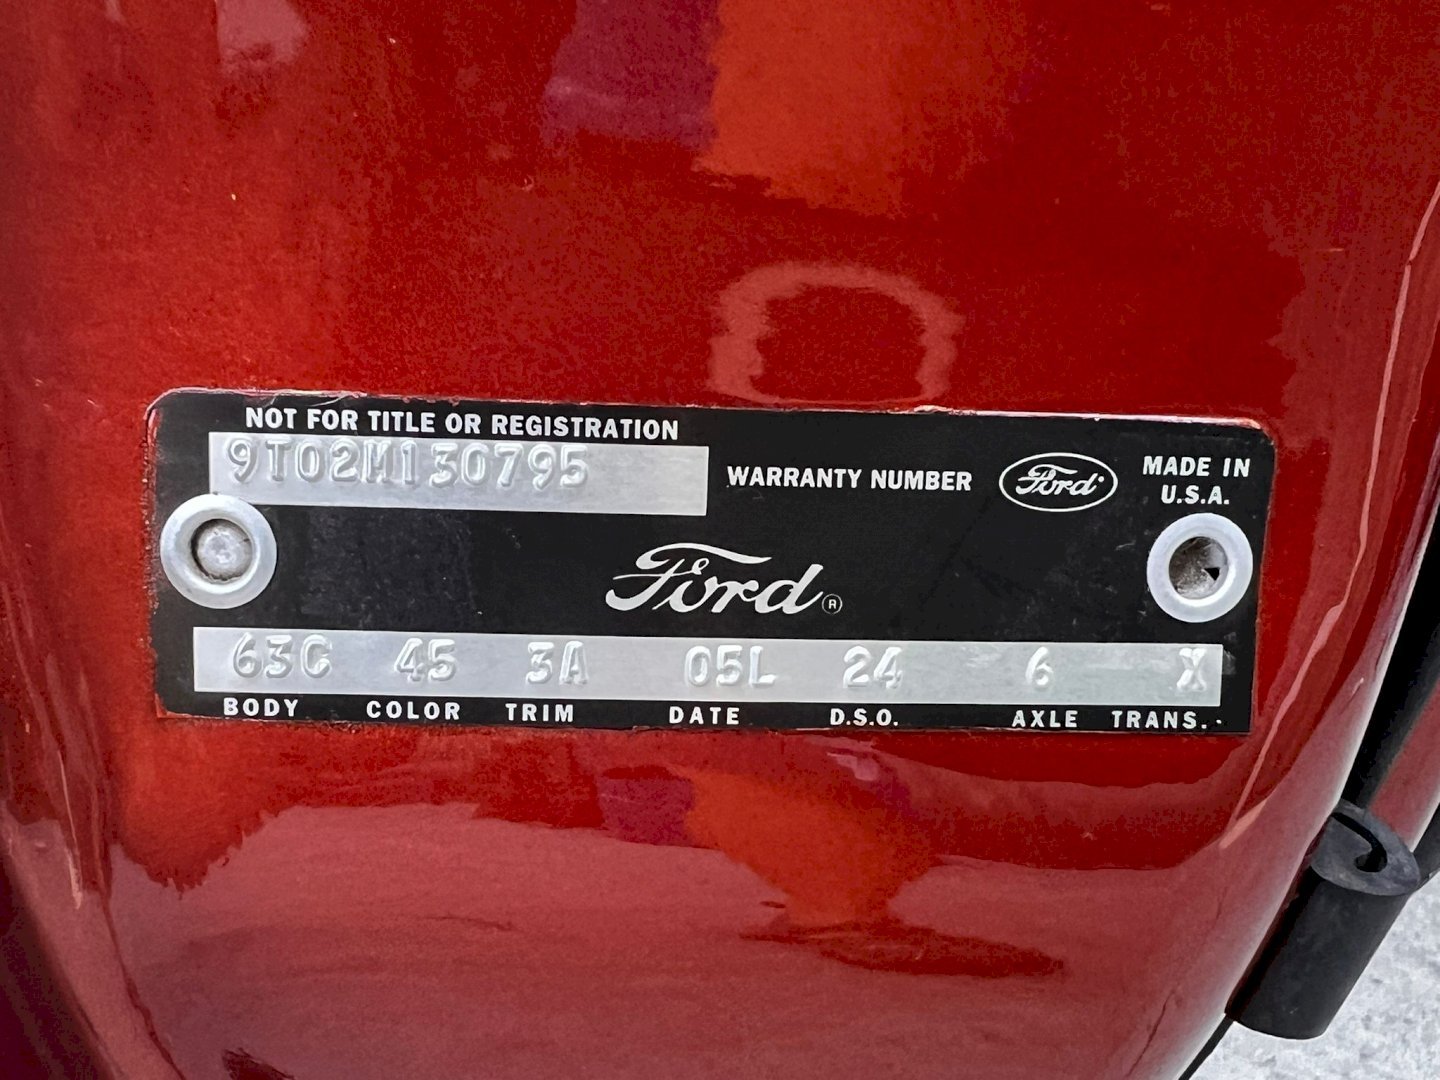 NOT FOR TITLE OR REGISTRATION
9T02M130795
WARRANTY NUMBER
Ford
MADE IN
U.S.A.
Ford ®
63C 45 3A 05L 24 6 X
BODY COLOR TRIM DATE D.S.O. AXLE TRANS.